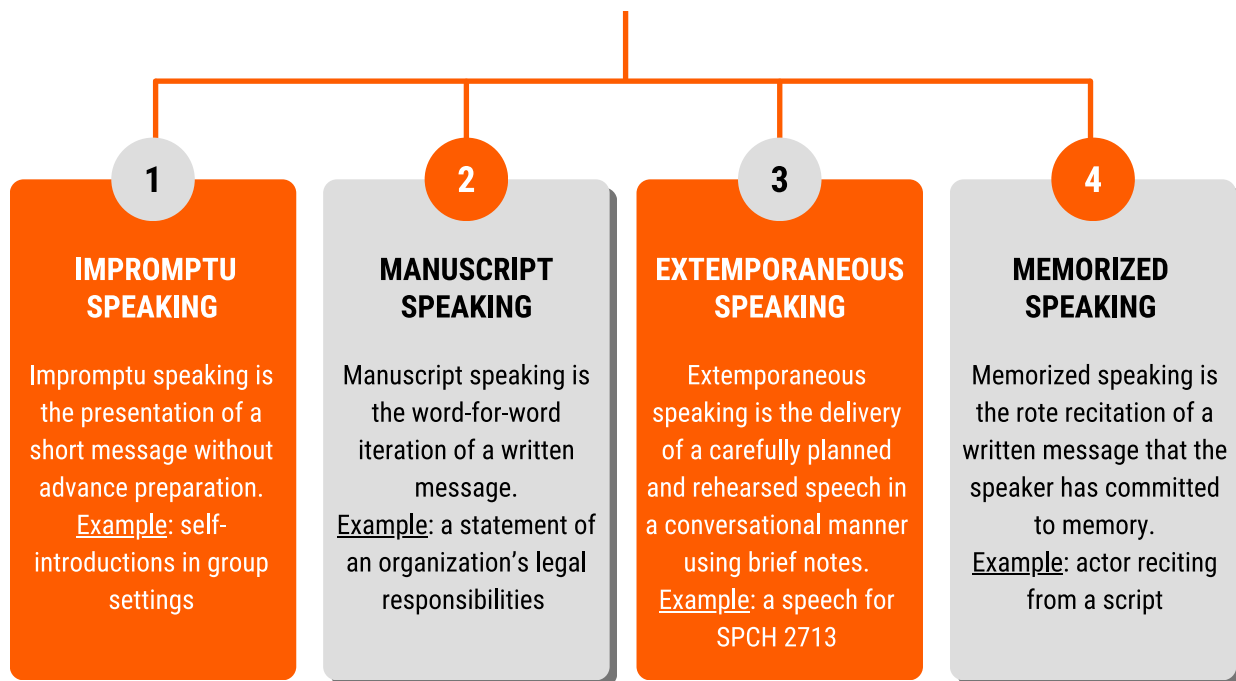 1
IMPROMPTU
SPEAKING
Impromptu speaking is
the presentation of a
short message without
advance preparation.
Example: self-
introductions in group
settings
2
MANUSCRIPT
SPEAKING
Manuscript speaking is
the word-for-word
iteration of a written
message.
Example: a statement of
an organization’s legal
responsibilities
3
EXTEMPORANEOUS
SPEAKING
Extemporaneous
speaking is the delivery
of a carefully planned
and rehearsed speech in
a conversational manner
using brief notes.
Example: a speech for
SPCH 2713
4
MEMORIZED
SPEAKING
Memorized speaking is
the rote recitation of a
written message that the
speaker has committed
to memory.
Example: actor reciting
from a script